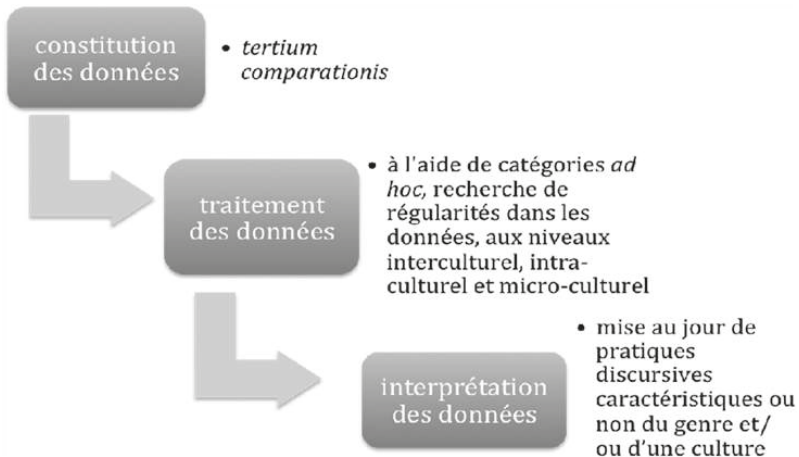 constitution
des données
• tertium
comparationis
traitement
des données
• à l'aide de catégories ad
hoc, recherche de
régularités dans les
données, aux niveaux
interculturel, intra-
culturel et micro-culturel
interprétation
des données
• mise au jour de
pratiques
discursives
caractéristiques ou
non du genre et/
ou d'une culture